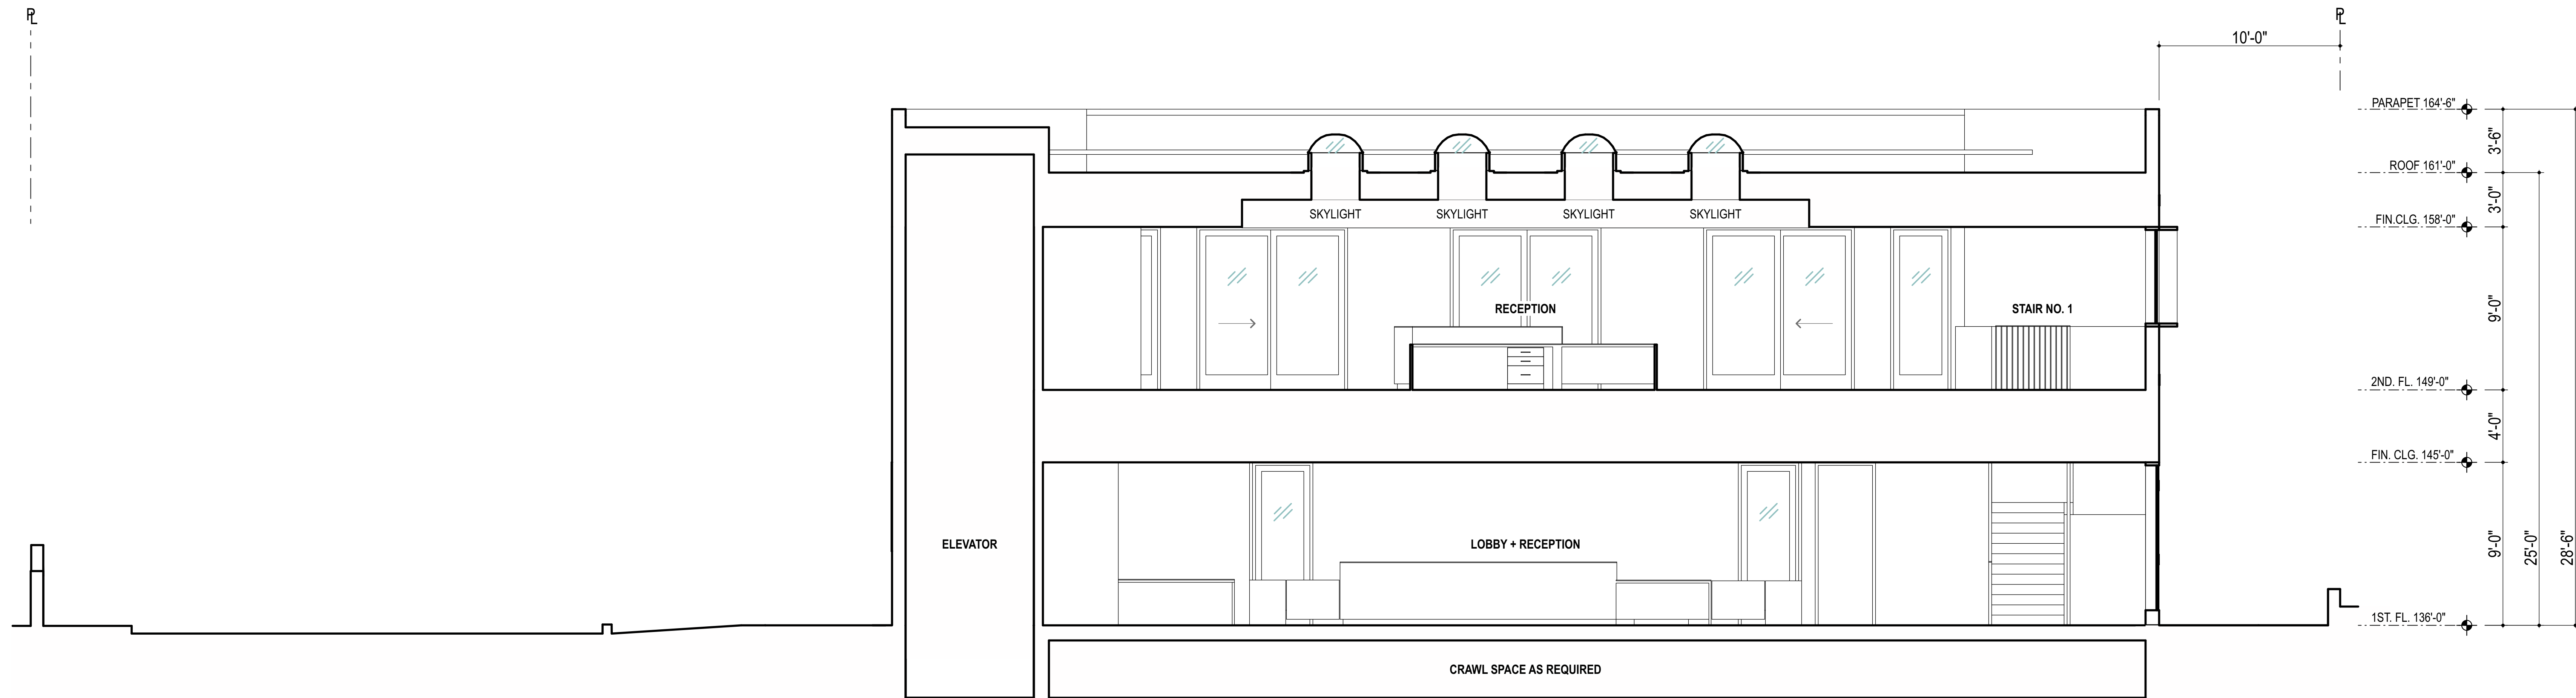 PL
PL
10'-0"
PARAPET 164'-6"
3'-6"
ROOF 161'-0"
3'-0"
SKYLIGHT
SKYLIGHT
SKYLIGHT
SKYLIGHT
FIN.CLG. 158'-0"
RECEPTION
STAIR NO. 1
9'-0"
2ND. FL. 149'-0"
4'-0"
FIN. CLG. 145'-0"
ELEVATOR
LOBBY + RECEPTION
9'-0"
25'-0"
28'-6"
1ST. FL. 136'-0"
CRAWL SPACE AS REQUIRED